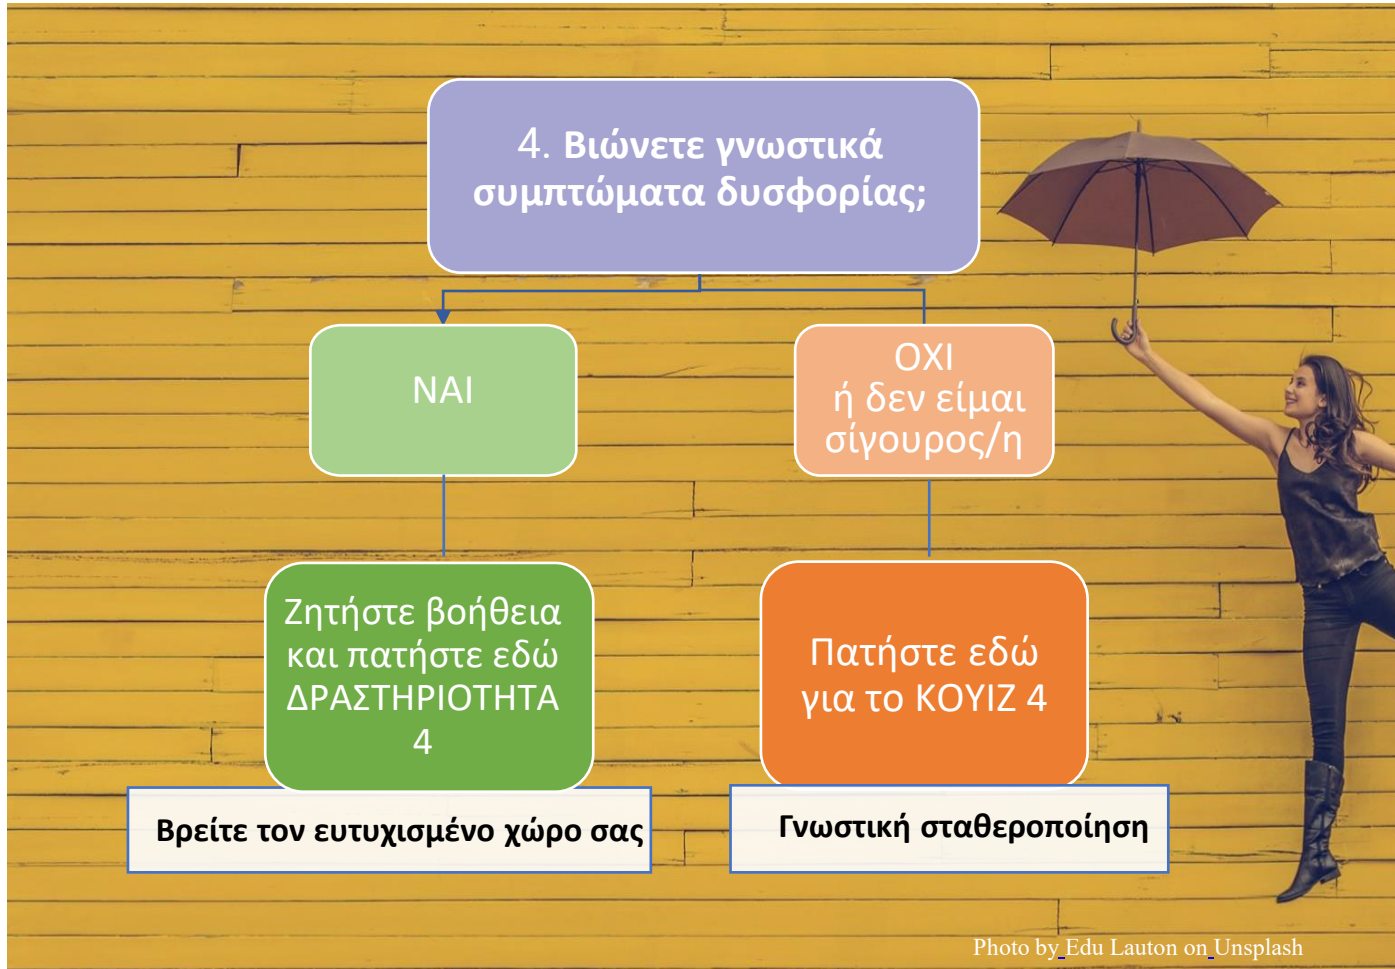 4. Βιώνετε γνωστικά
συμπτώματα δυσφορίας;
ΝΑΙ
ΟΧΙ
ή δεν είμαι
σίγουρος/η
Ζητήστε βοήθεια
και πατήστε εδώ
ΔΡΑΣΤΗΡΙΟΤΗΤΑ
4
Πατήστε εδώ
για το ΚΟΥΙΖ 4
Βρείτε τον ευτυχισμένο χώρο σας
Γνωστική σταθεροποίηση
Photo by Edu Lauton on Unsplash